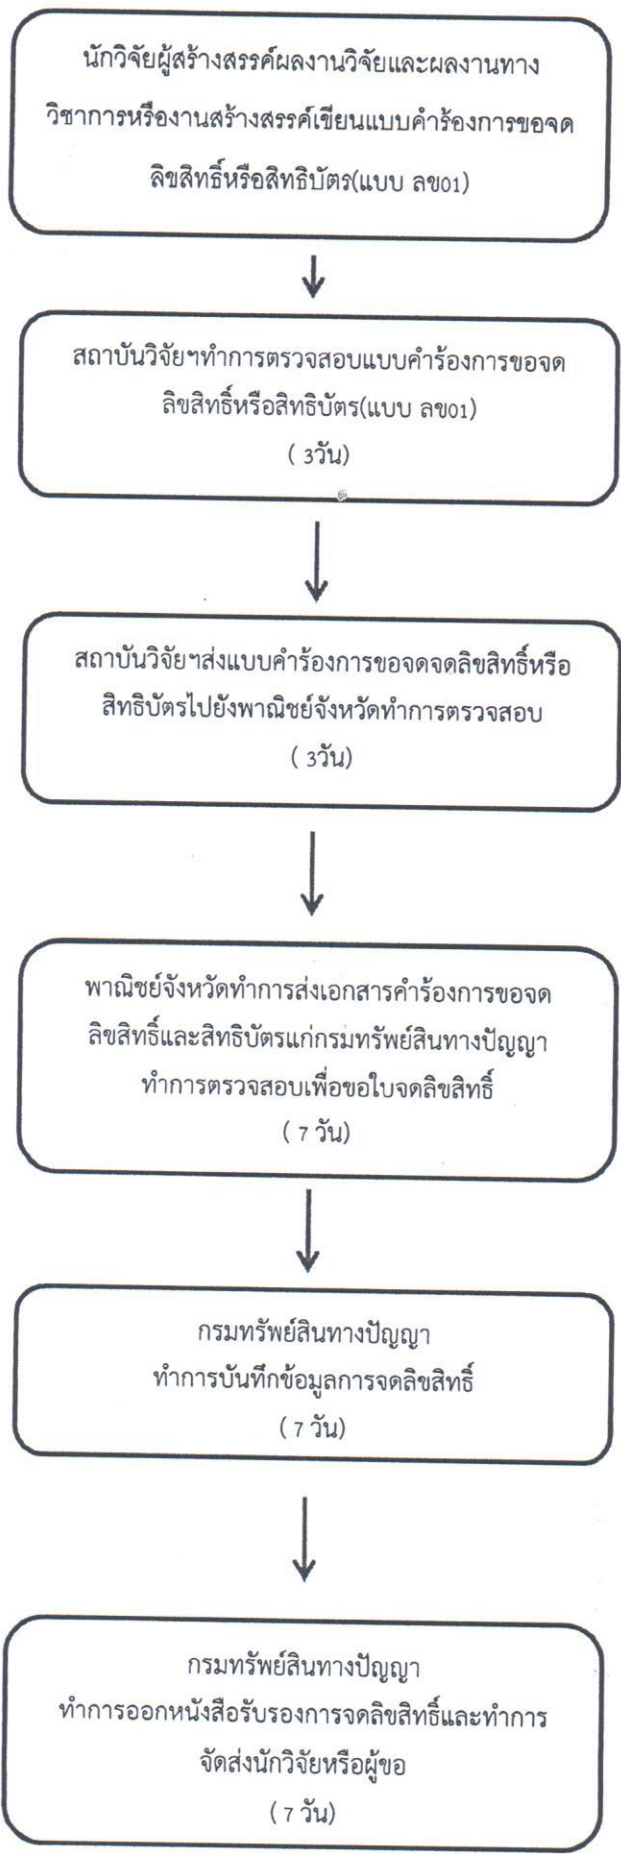 นักวิจัยผู้สร้างสรรค์ผลงานวิจัยและผลงานทาง
วิชาการหรืองานสร้างสรรค์เขียนแบบคำร้องการขอจด
ลิขสิทธิ์หรือสิทธิบัตร(แบบ ลข01)
สถาบันวิจัยฯทำการตรวจสอบแบบคำร้องการขอจด
ลิขสิทธิ์หรือสิทธิบัตร(แบบ ลข01)
( 3วัน)
สถาบันวิจัยฯส่งแบบคำร้องการขอจดจดลิขสิทธิ์หรือ
สิทธิบัตรไปยังพาณิชย์จังหวัดทำการตรวจสอบ
( 3วัน)
พาณิชย์จังหวัดทำการส่งเอกสารคำร้องการขอจด
ลิขสิทธิ์และสิทธิบัตรแก่กรมทรัพย์สินทางปัญญา
ทำการตรวจสอบเพื่อขอใบจดลิขสิทธิ์
( 7 วัน)
กรมทรัพย์สินทางปัญญา
ทำการบันทึกข้อมูลการจดลิขสิทธิ์
( 7 วัน)
กรมทรัพย์สินทางปัญญา
ทำการออกหนังสือรับรองการจดลิขสิทธิ์และทำการ
จัดส่งนักวิจัยหรือผู้ขอ
( 7 วัน)